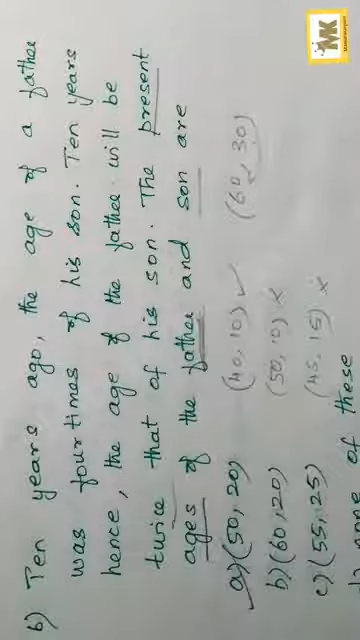 6) Ten years ago, the age of a father
was four times of his son. Ten years
hence, the age of the father will be
twice that of his son. The present
ages of the father and son are
a) (50, 20) (40, 10) ✓ (60, 30)
b) (60, 20) (50, 10) ×
c) (55, 25) (45, 15) ×
d) none of these
MK